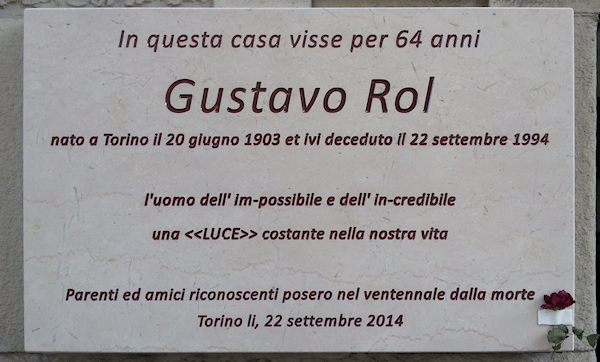 In questa casa visse per 64 anni
Gustavo Rol
nato a Torino il 20 giugno 1903 et ivi deceduto il 22 settembre 1994
l'uomo dell' im-possibile e dell' in-credibile
una <<LUCE>> costante nella nostra vita
Parenti ed amici riconoscenti posero nel ventennale dalla morte
Torino li, 22 settembre 2014